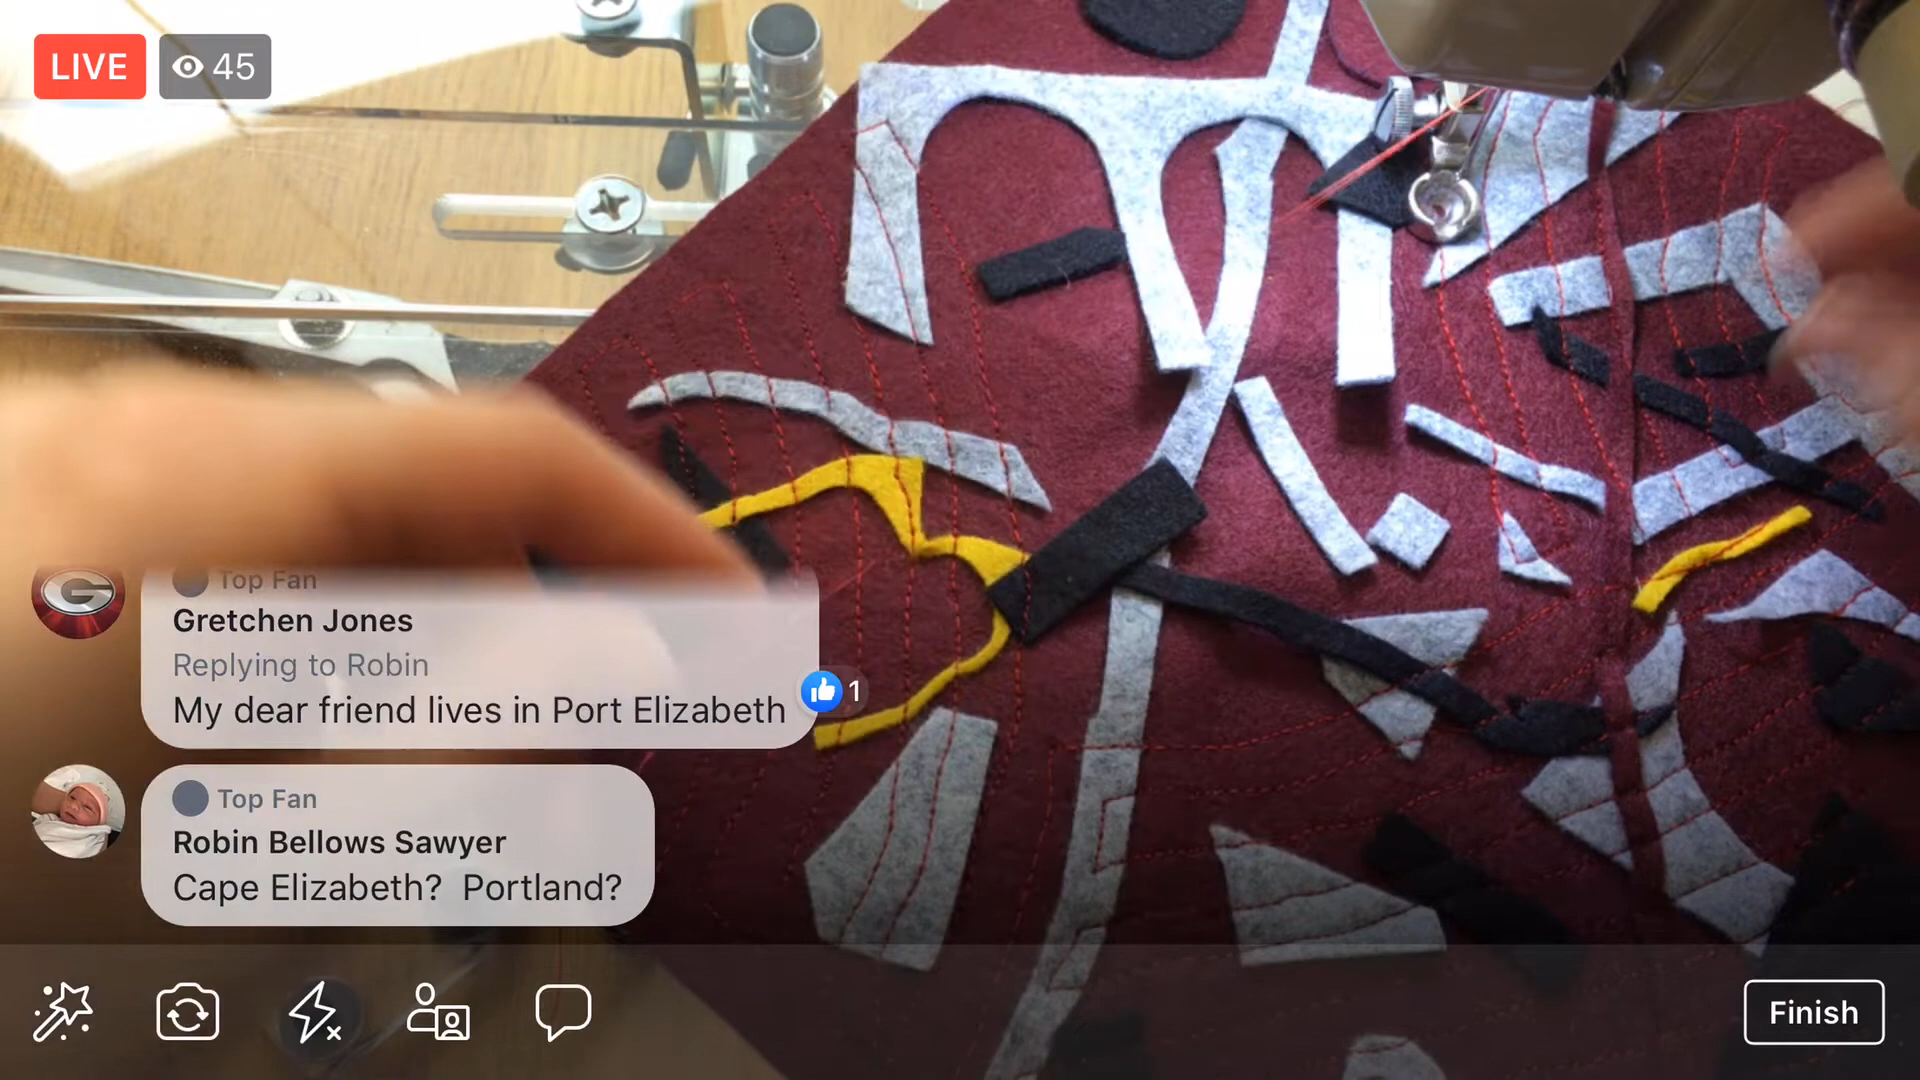 LIVE 45
Top Fan
Gretchen Jones
Replying to Robin
My dear friend lives in Port Elizabeth
1
Top Fan
Robin Bellows Sawyer
Cape Elizabeth? Portland?
Finish